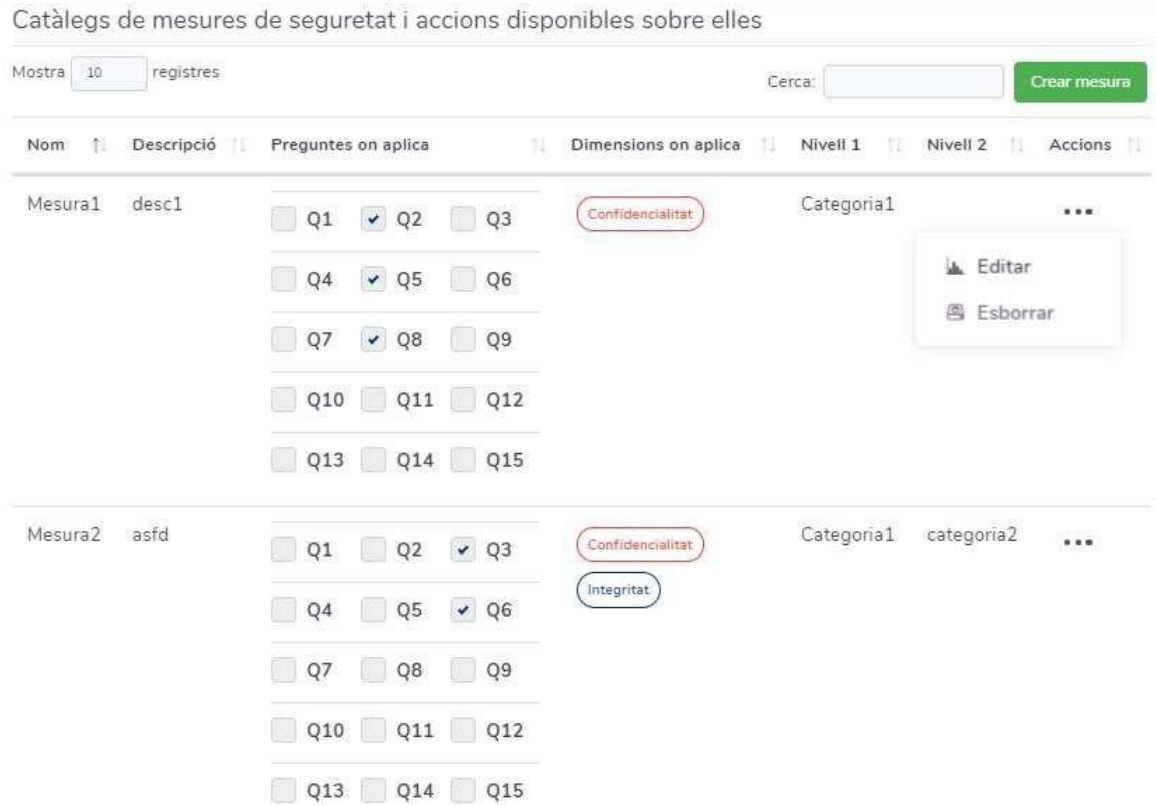 Catàlegs de mesures de seguretat i accions disponibles sobre elles
Mostra 10 registres Cerca: Crear mesura
Nom Descripció Preguntes on aplica Dimensions on aplica Nivell 1 Nivell 2 Accions
Mesura1 desc1 Q1 Q2 Q3 Confidencialitat Categoria1
Editar
Q4 Q5 Q6
Esborrar
Q7 Q8 Q9
Q10 Q11 Q12
Q13 Q14 Q15
Mesura2 asfd Q1 Q2 Q3 Confidencialitat Categoria1 categoria2
Integritat
Q4 Q5 Q6
Q7 Q8 Q9
Q10 Q11 Q12
Q13 Q14 Q15